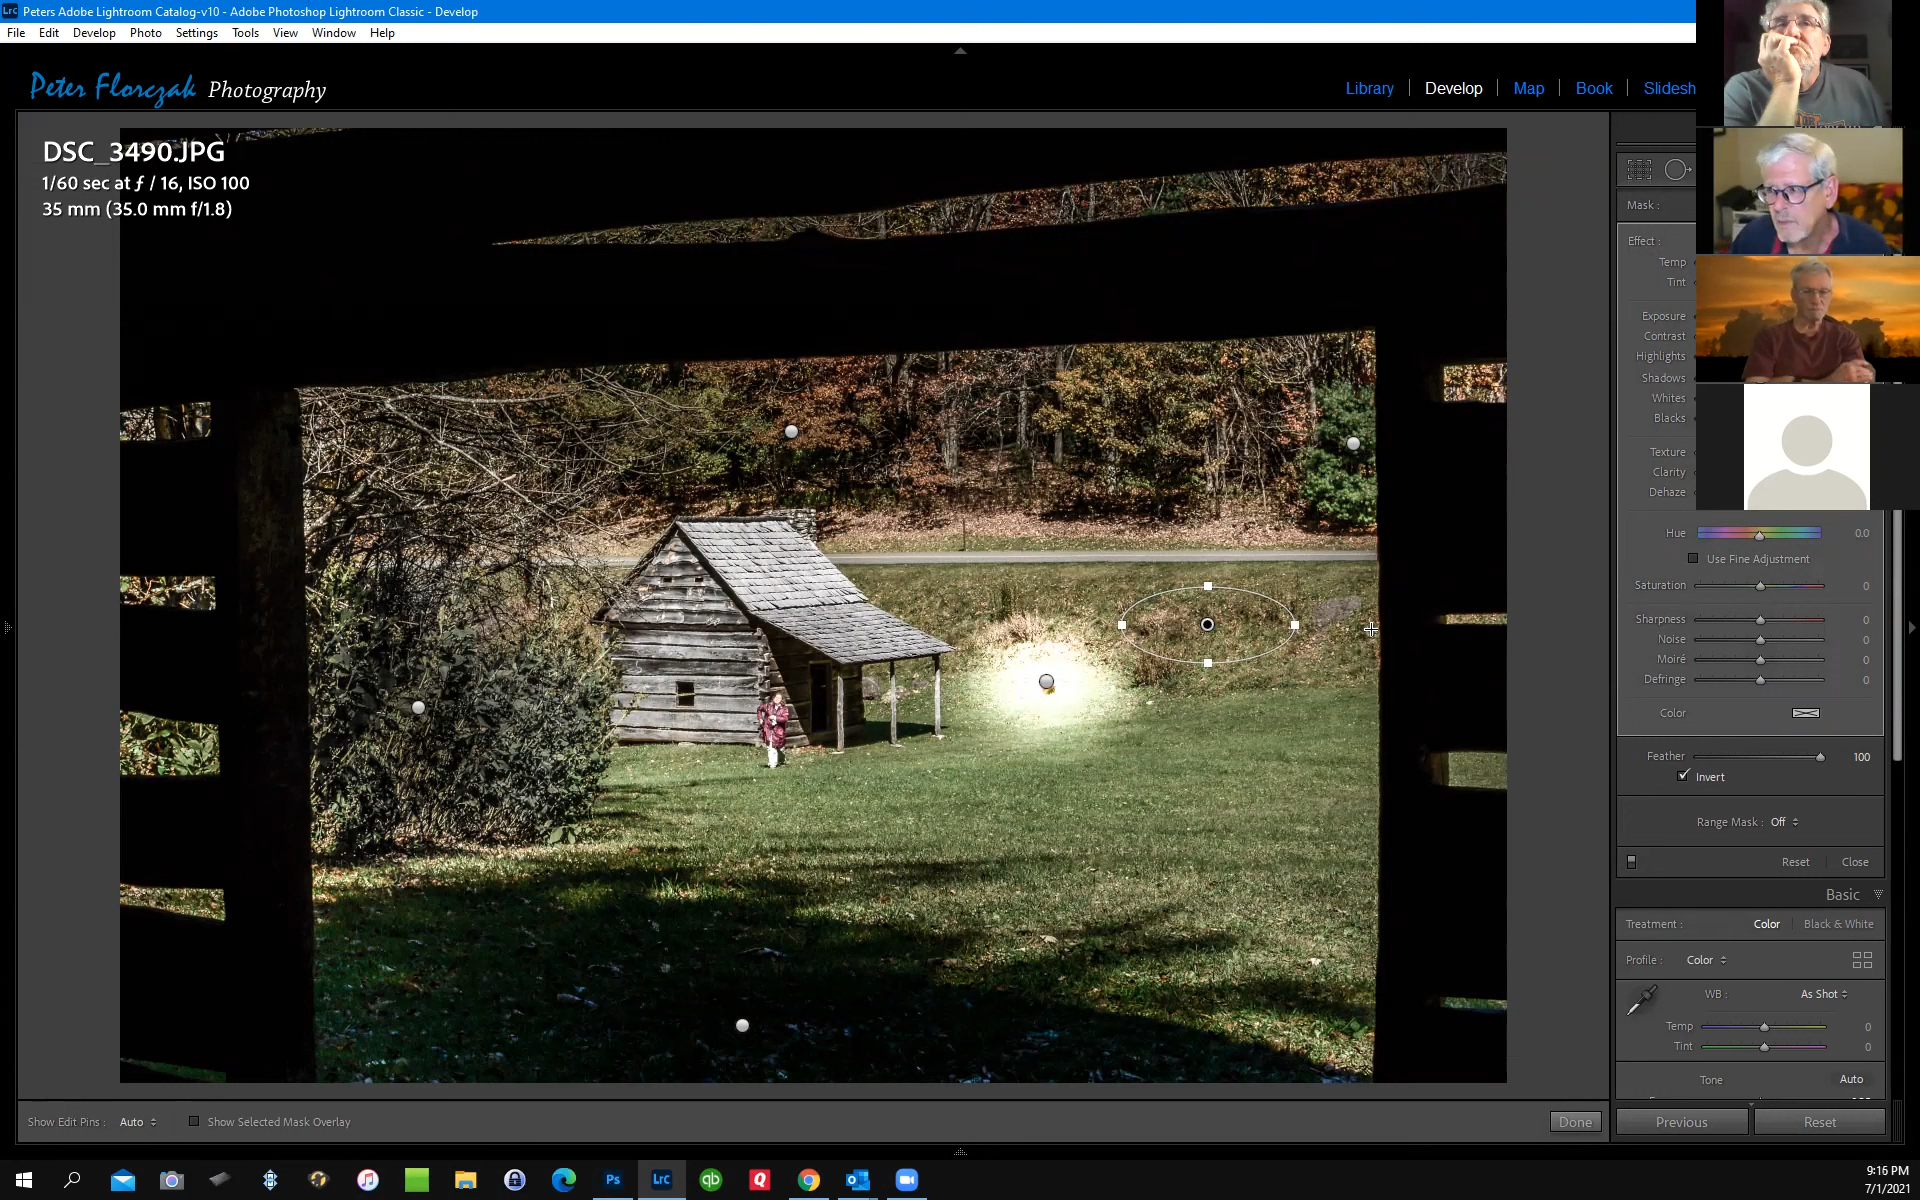 Peters Adobe Lightroom Catalog-v10 - Adobe Photoshop Lightroom Classic - Develop
File Edit Develop Photo Settings Tools View Window Help
Peter Florczak Photography
Library Develop Map Book Slidesh
DSC_3490.JPG
1/60 sec at ƒ / 16, ISO 100
35 mm (35.0 mm f/1.8)
Mask :
Effect :
Temp
Tint
Exposure
Contrast
Highlights
Shadows
Whites
Blacks
Texture
Clarity
Dehaze
Hue 0.0
Use Fine Adjustment
Saturation 0
Sharpness 0
Noise 0
Moiré 0
Defringe 0
Color
Feather 100
Invert
Range Mask : Off
Reset Close
Basic
Treatment : Color Black & White
Profile : Color
WB : As Shot
Temp 0
Tint 0
Tone Auto
Show Edit Pins : Auto Show Selected Mask Overlay Done
Previous Reset
Lrc
Ps
LrC
qb
Q
9:16 PM
7/1/2021